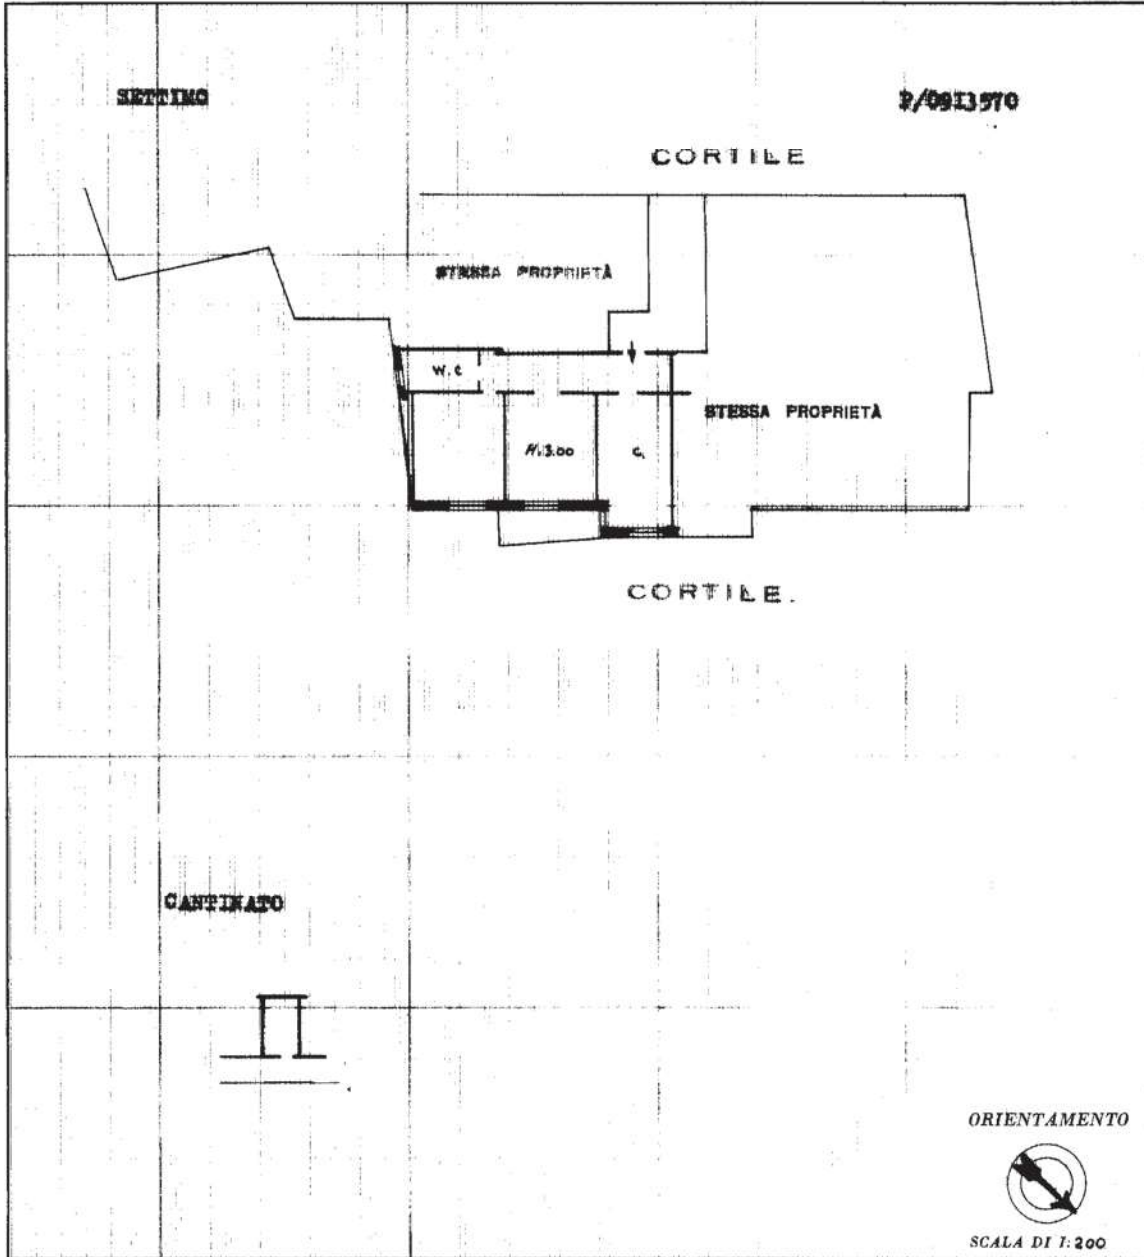 SETTIMO
P/0913570
CORTILE
STESSA PROPRIETÀ
W.C
STESSA PROPRIETÀ
H.3.00
C.
CORTILE.
CANTINATO
ORIENTAMENTO
SCALA DI 1:200